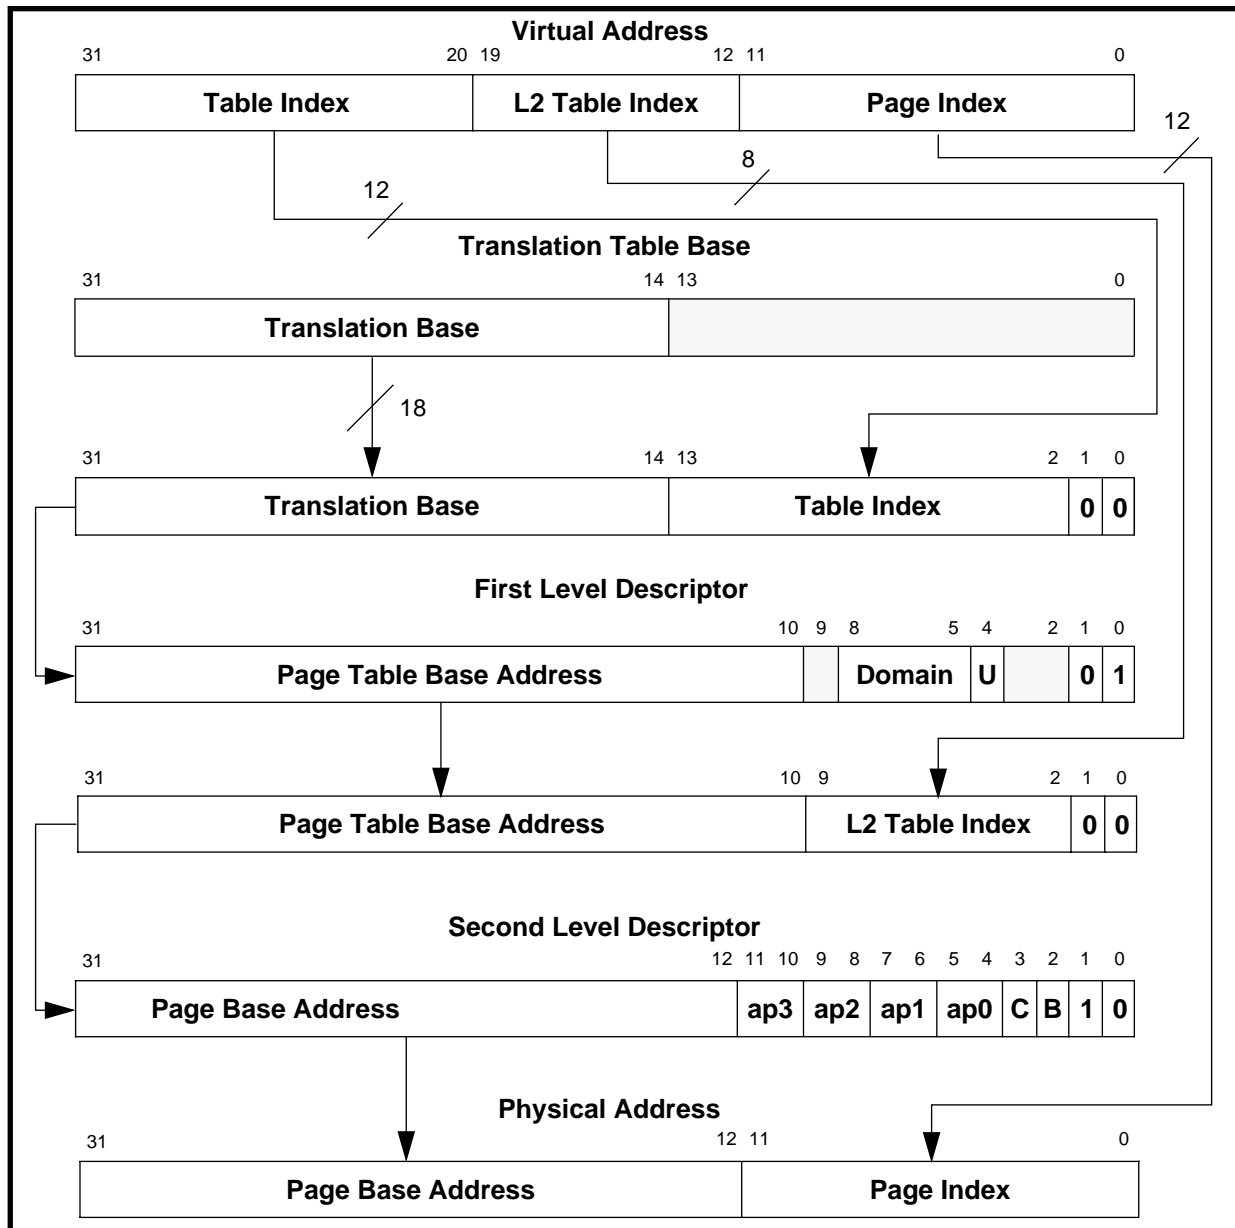 Virtual Address
31 20 19 12 11 0
Table Index L2 Table Index Page Index
12
8
12
Translation Table Base
31 14 13 0
Translation Base
18
31 14 13 2 1 0
Translation Base Table Index 0 0
First Level Descriptor
31 10 9 8 5 4 2 1 0
Page Table Base Address Domain U 0 1
31 10 9 2 1 0
Page Table Base Address L2 Table Index 0 0
Second Level Descriptor
31 12 11 10 9 8 7 6 5 4 3 2 1 0
Page Base Address ap3 ap2 ap1 ap0 C B 1 0
Physical Address
31 12 11 0
Page Base Address Page Index